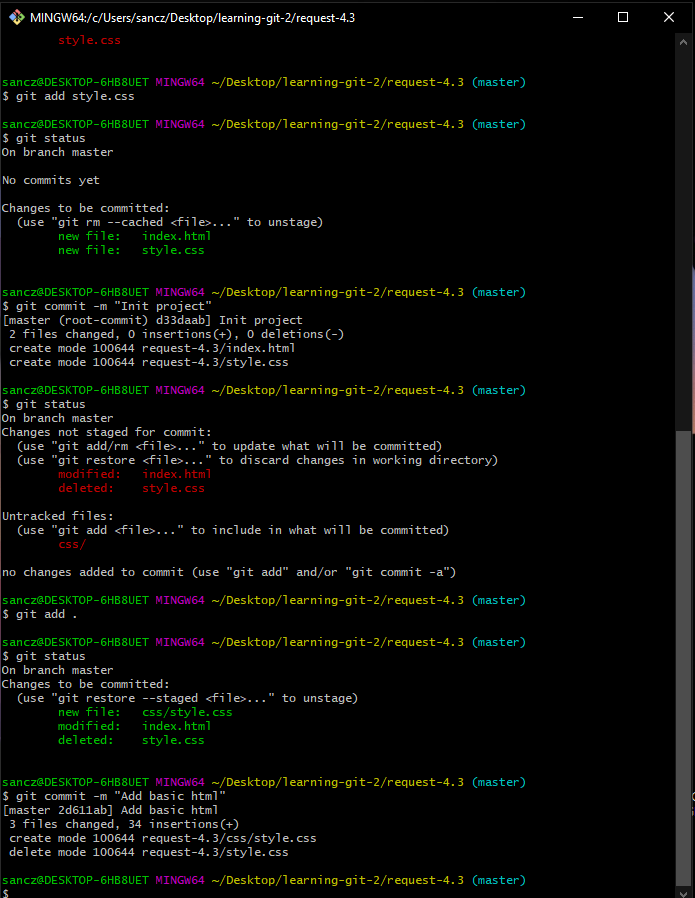 MINGW64:/c/Users/sancz/Desktop/learning-git-2/request-4.3
style.css
sancz@DESKTOP-6HB8UET MINGW64 ~/Desktop/learning-git-2/request-4.3 (master)
$ git add style.css
sancz@DESKTOP-6HB8UET MINGW64 ~/Desktop/learning-git-2/request-4.3 (master)
$ git status
On branch master
No commits yet
Changes to be committed:
(use "git rm --cached <file>..." to unstage)
new file:   index.html
new file:   style.css
sancz@DESKTOP-6HB8UET MINGW64 ~/Desktop/learning-git-2/request-4.3 (master)
$ git commit -m "Init project"
[master (root-commit) d33daab] Init project
2 files changed, 0 insertions(+), 0 deletions(-)
create mode 100644 request-4.3/index.html
create mode 100644 request-4.3/style.css
sancz@DESKTOP-6HB8UET MINGW64 ~/Desktop/learning-git-2/request-4.3 (master)
$ git status
On branch master
Changes not staged for commit:
(use "git add/rm <file>..." to update what will be committed)
(use "git restore <file>..." to discard changes in working directory)
modified:   index.html
deleted:    style.css
Untracked files:
(use "git add <file>..." to include in what will be committed)
css/
no changes added to commit (use "git add" and/or "git commit -a")
sancz@DESKTOP-6HB8UET MINGW64 ~/Desktop/learning-git-2/request-4.3 (master)
$ git add .
sancz@DESKTOP-6HB8UET MINGW64 ~/Desktop/learning-git-2/request-4.3 (master)
$ git status
On branch master
Changes to be committed:
(use "git restore --staged <file>..." to unstage)
new file:   css/style.css
modified:   index.html
deleted:    style.css
sancz@DESKTOP-6HB8UET MINGW64 ~/Desktop/learning-git-2/request-4.3 (master)
$ git commit -m "Add basic html"
[master 2d611ab] Add basic html
3 files changed, 34 insertions(+)
create mode 100644 request-4.3/css/style.css
delete mode 100644 request-4.3/style.css
sancz@DESKTOP-6HB8UET MINGW64 ~/Desktop/learning-git-2/request-4.3 (master)
$